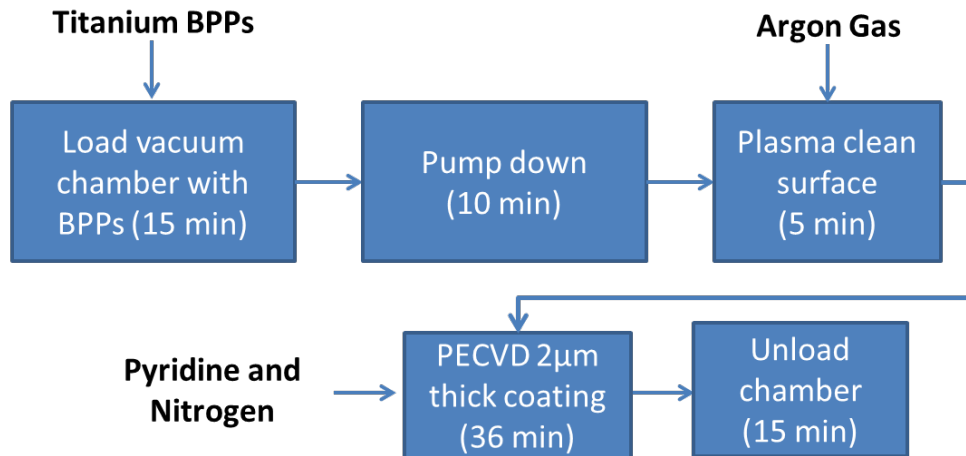 Titanium BPPs
Argon Gas
Load vacuum
chamber with
BPPs (15 min)
Pump down
(10 min)
Plasma clean
surface
(5 min)
Pyridine and
Nitrogen
PECVD 2μm
thick coating
(36 min)
Unload
chamber
(15 min)